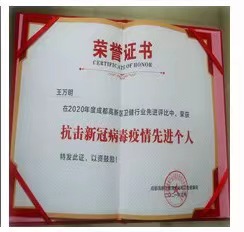 荣誉证书
CERTIFICATE OF HONOR
王万明
在2020年度成都高新区卫健行业先进评比中，荣获
抗击新冠病毒疫情先进个人
特发此证，以资鼓励！